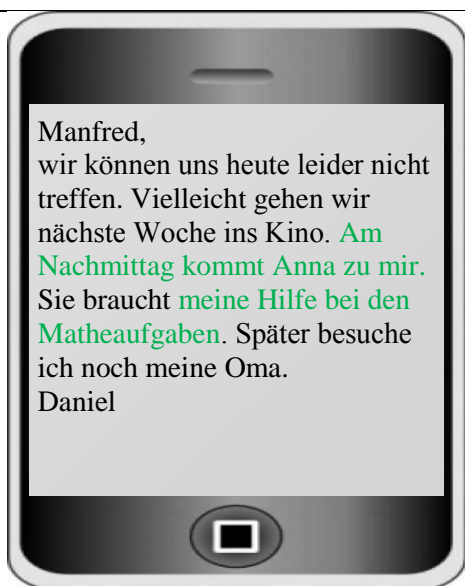 Manfred,
wir können uns heute leider nicht
treffen. Vielleicht gehen wir
nächste Woche ins Kino. Am
Nachmittag kommt Anna zu mir.
Sie braucht meine Hilfe bei den
Matheaufgaben. Später besuche
ich noch meine Oma.
Daniel